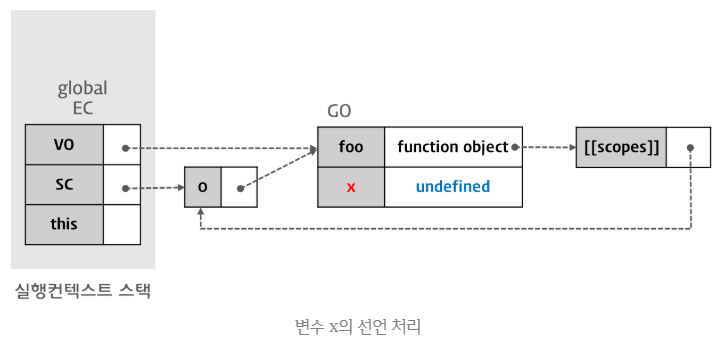 global
EC
VO
SC
this
실행컨텍스트 스택
o
GO
foo function object
x undefined
[[scopes]]
변수 x의 선언 처리